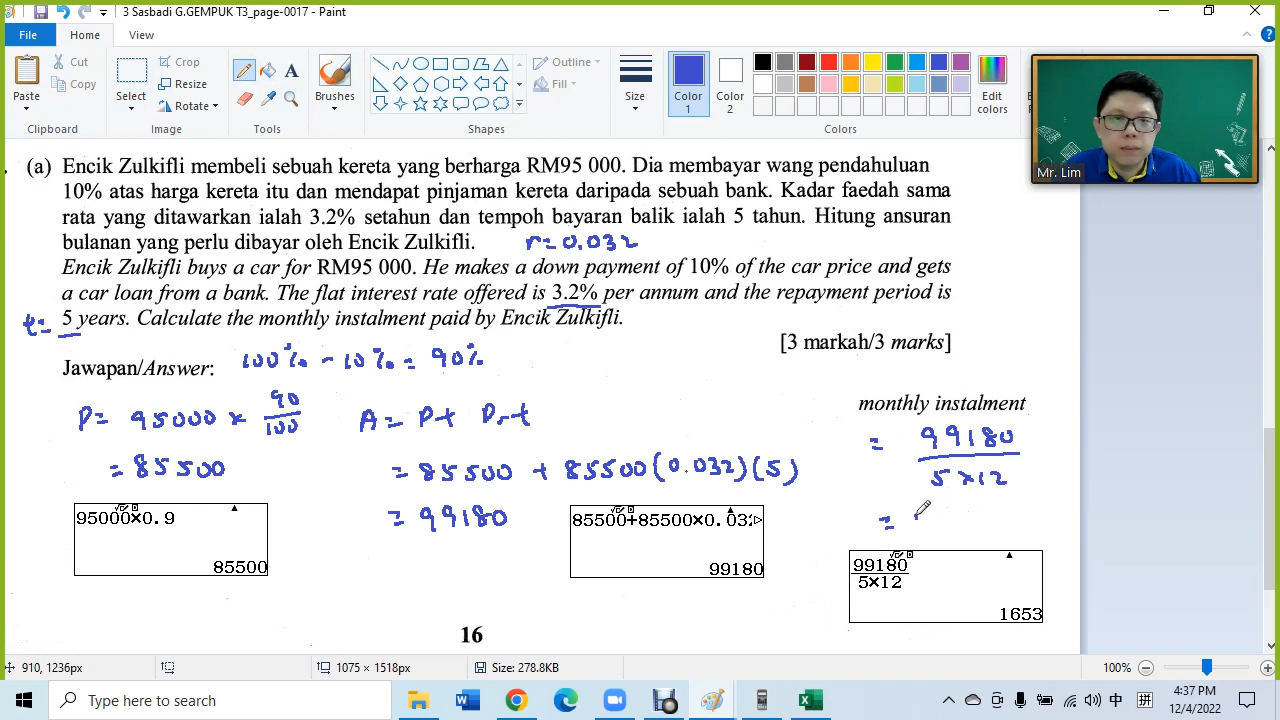 3 Sasbadi G.GEMPUK T3_page-0017 - Paint
File Home View
Paste
Cut
Copy
Clipboard
Select
Crop
Resize
Rotate
Image
A
Tools
Brushes
Shapes
Outline
Fill
Size
Color 1
Color 2
Edit colors
Colors
Mr. Lim
(a) Encik Zulkifli membeli sebuah kereta yang berharga RM95 000. Dia membayar wang pendahuluan
10% atas harga kereta itu dan mendapat pinjaman kereta daripada sebuah bank. Kadar faedah sama
rata yang ditawarkan ialah 3.2% setahun dan tempoh bayaran balik ialah 5 tahun. Hitung ansuran
bulanan yang perlu dibayar oleh Encik Zulkifli. r=0.032
Encik Zulkifli buys a car for RM95 000. He makes a down payment of 10% of the car price and gets
a car loan from a bank. The flat interest rate offered is 3.2% per annum and the repayment period is
t= 5 years. Calculate the monthly instalment paid by Encik Zulkifli.
[3 markah/3 marks]
Jawapan/Answer: 100% - 10% = 90%
P= 95000 × 90/100
= 85500
95000×0.9
85500
A = P+ Prt
= 85500 + 85500(0.032)(5)
= 99180
85500+85500×0.03
99180
monthly instalment
= 99180
5×12
=
99180
5×12
1653
16
910, 1236px
1075 × 1518px
Size: 278.8KB
100%
Type here to search
中
拼
4:37 PM
12/4/2022